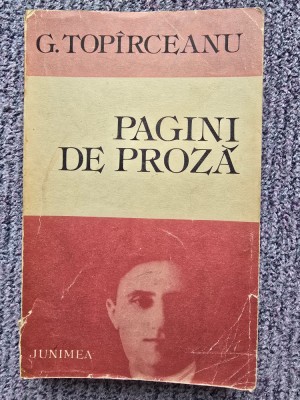 G. TOPÎRCEANU
PAGINI
DE PROZĂ
JUNIMEA